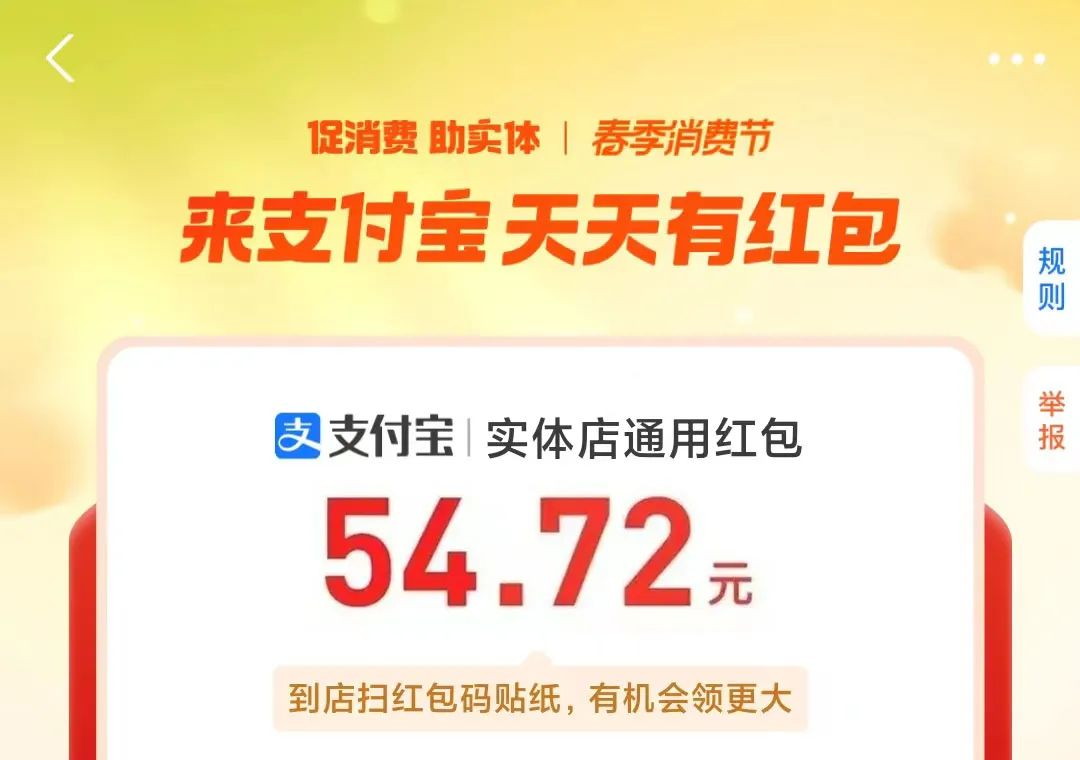 促消费 助实体 | 春季消费节
来支付宝 天天有红包
规则
举报
支 支付宝 | 实体店通用红包
54.72元
到店扫红包码贴纸，有机会领更大